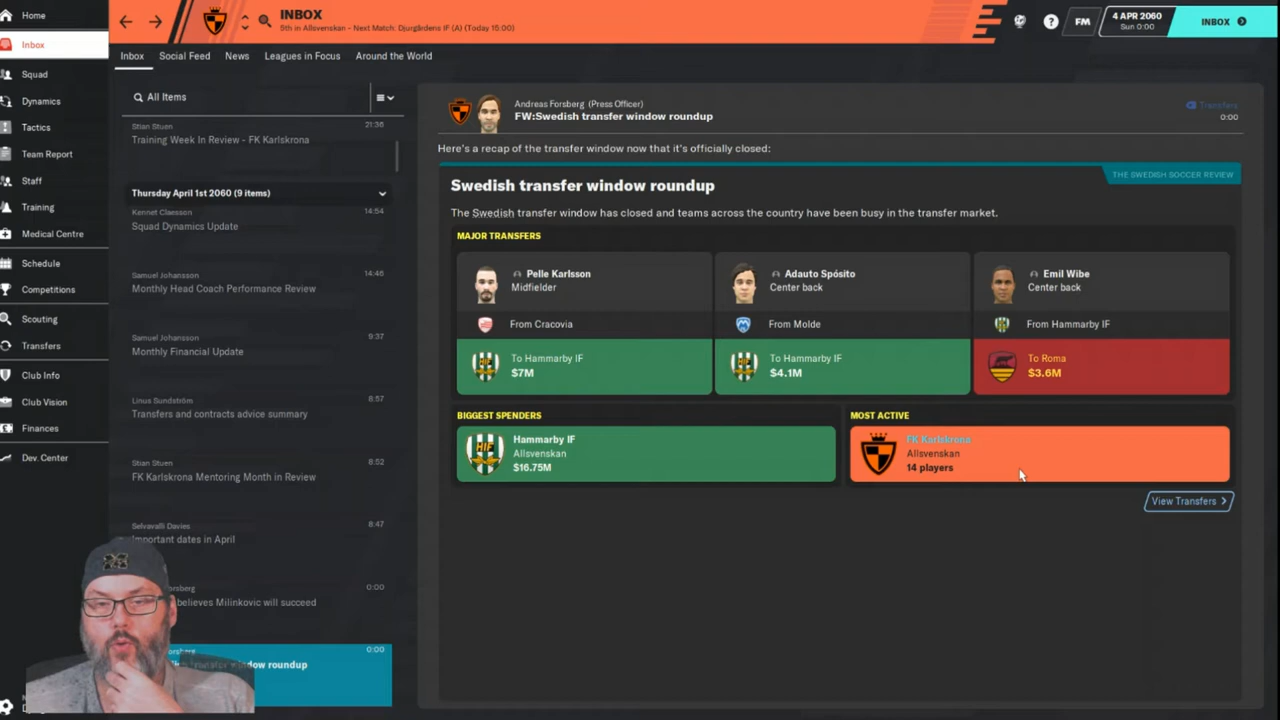 Home
Inbox
Squad
Dynamics
Tactics
Team Report
Staff
Training
Medical Centre
Schedule
Competitions
Scouting
Transfers
Club Info
Club Vision
Finances
Dev. Center
INBOX
5th in Allsvenskan - Next Match: Djurgårdens IF (A) (Today 15:00)
FM
4 APR 2060
Sun 0:00
INBOX
Inbox
Social Feed
News
Leagues in Focus
Around the World
All Items
Stian Stuen
21:38
Training Week In Review - FK Karlskrona
Thursday April 1st 2060 (9 items)
Kennet Claesson
14:54
Squad Dynamics Update
Samuel Johansson
14:46
Monthly Head Coach Performance Review
Samuel Johansson
9:37
Monthly Financial Update
Linus Sundström
8:57
Transfers and contracts advice summary
Stian Stuen
8:52
FK Karlskrona Mentoring Month in Review
Selvavalli Davies
8:47
Important dates in April
orsberg
0:00
believes Milinkovic will succeed
orsberg
0:00
transfer window roundup
Andreas Forsberg (Press Officer)
FW:Swedish transfer window roundup
Transfers
0:00
Here's a recap of the transfer window now that it's officially closed:
THE SWEDISH SOCCER REVIEW
Swedish transfer window roundup
The Swedish transfer window has closed and teams across the country have been busy in the transfer market.
MAJOR TRANSFERS
Pelle Karlsson
Midfielder
From Cracovia
To Hammarby IF
$7M
Adauto Spósito
Center back
From Molde
To Hammarby IF
$4.1M
Emil Wibe
Center back
From Hammarby IF
To Roma
$3.6M
BIGGEST SPENDERS
HIF
Hammarby IF
Allsvenskan
$16.75M
MOST ACTIVE
FK Karlskrona
Allsvenskan
14 players
View Transfers